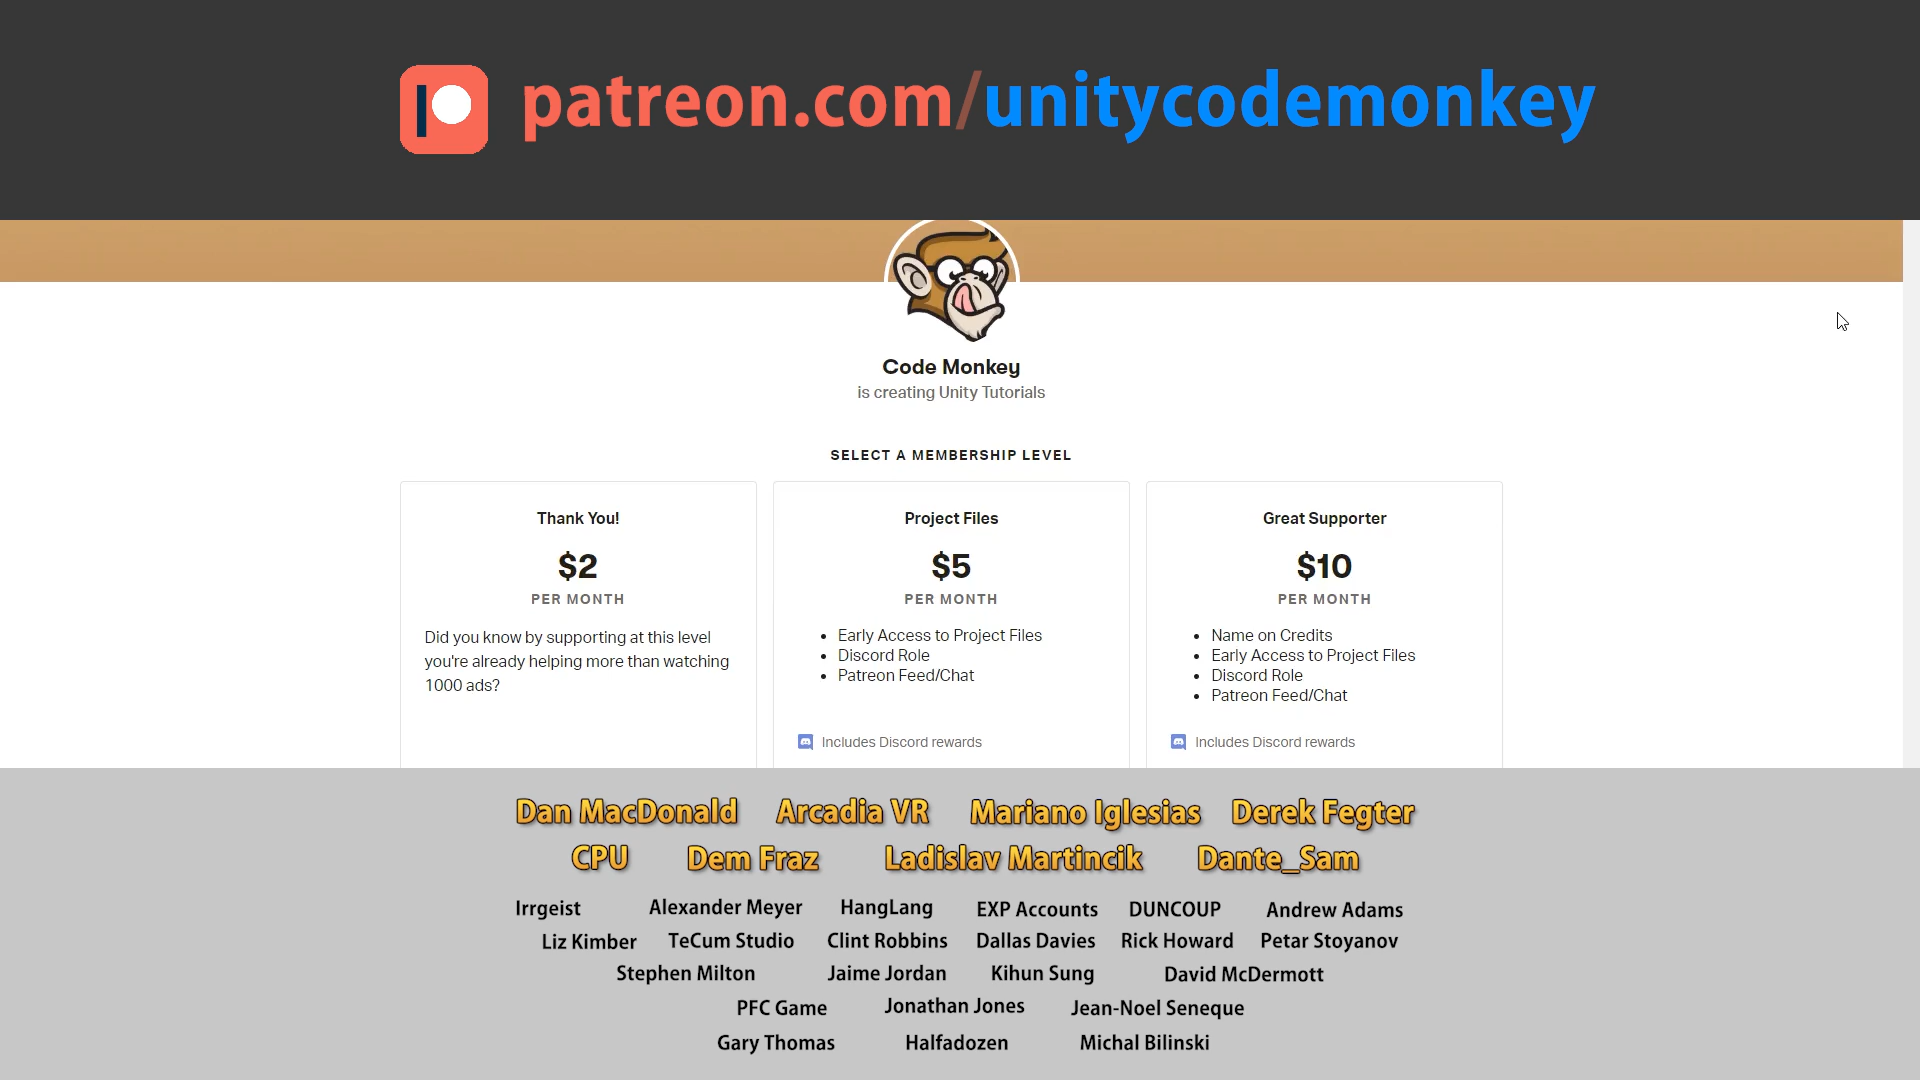 patreon.com/unitycodemonkey
Code Monkey
is creating Unity Tutorials
SELECT A MEMBERSHIP LEVEL
Thank You!
$2
PER MONTH
Did you know by supporting at this level
you're already helping more than watching
1000 ads?
Project Files
$5
PER MONTH
• Early Access to Project Files
• Discord Role
• Patreon Feed/Chat
Includes Discord rewards
Great Supporter
$10
PER MONTH
• Name on Credits
• Early Access to Project Files
• Discord Role
• Patreon Feed/Chat
Includes Discord rewards
Dan MacDonald Arcadia VR Mariano Iglesias Derek Fegter
CPU Dem Fraz Ladislav Martincik Dante_Sam
Irrgeist Alexander Meyer HangLang EXP Accounts DUNCOUP Andrew Adams
Liz Kimber TeCum Studio Clint Robbins Dallas Davies Rick Howard Petar Stoyanov
Stephen Milton Jaime Jordan Kihun Sung David McDermott
PFC Game Jonathan Jones Jean-Noel Seneque
Gary Thomas Halfadozen Michal Bilinski